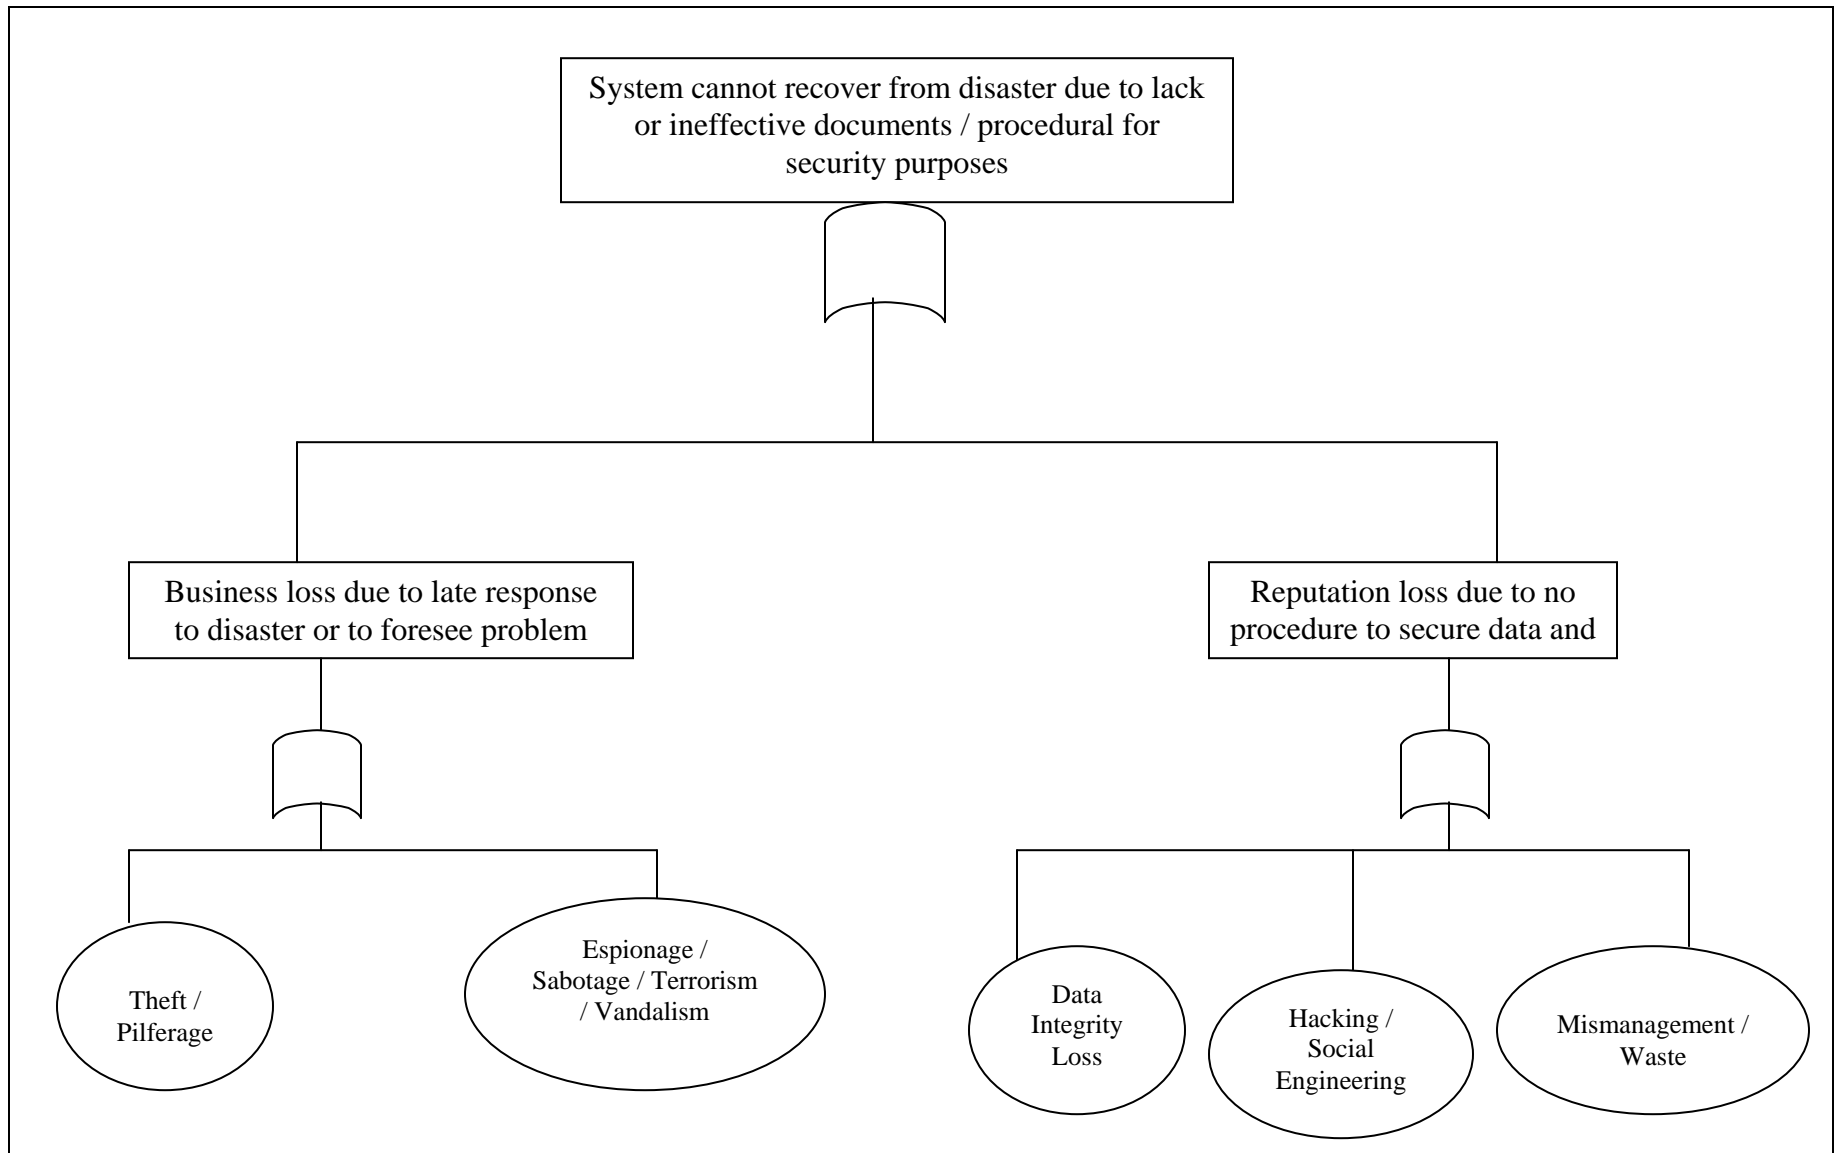 System cannot recover from disaster due to lack
or ineffective documents / procedural for
security purposes
Business loss due to late response
to disaster or to foresee problem
Reputation loss due to no
procedure to secure data and
Theft /
Pilferage
Espionage /
Sabotage / Terrorism
/ Vandalism
Data
Integrity
Loss
Hacking /
Social
Engineering
Mismanagement /
Waste